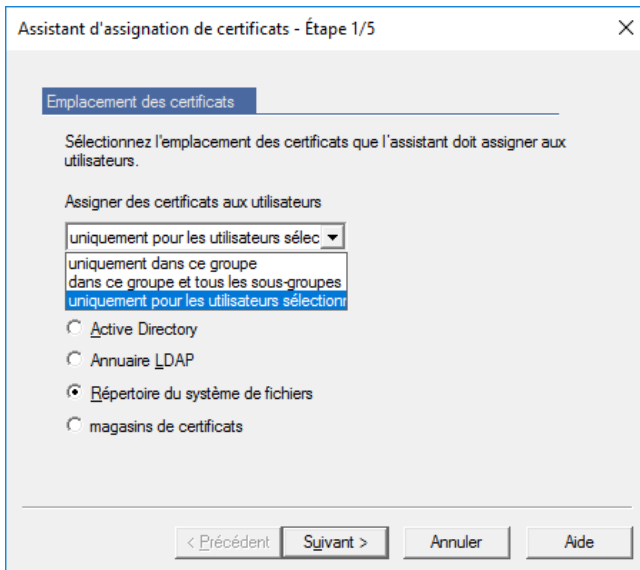 Assistant d'assignation de certificats - Étape 1/5
Emplacement des certificats
Sélectionnez l'emplacement des certificats que l'assistant doit assigner aux
utilisateurs.
Assigner des certificats aux utilisateurs
uniquement pour les utilisateurs sélec
uniquement dans ce groupe
dans ce groupe et tous les sous-groupes
uniquement pour les utilisateurs sélectionr
Active Directory
Annuaire LDAP
Répertoire du système de fichiers
magasins de certificats
< Précédent
Suivant >
Annuler
Aide